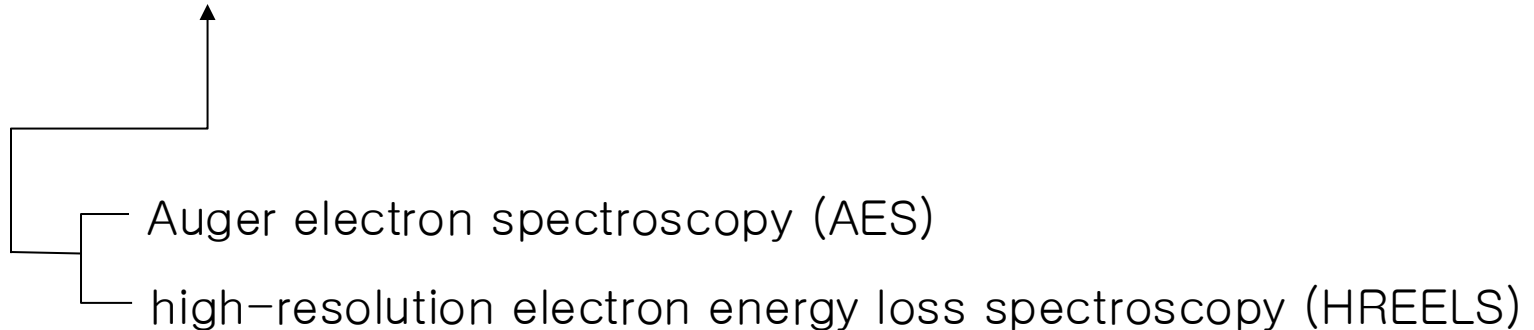 Auger electron spectroscopy (AES)
high-resolution electron energy loss spectroscopy (HREELS)